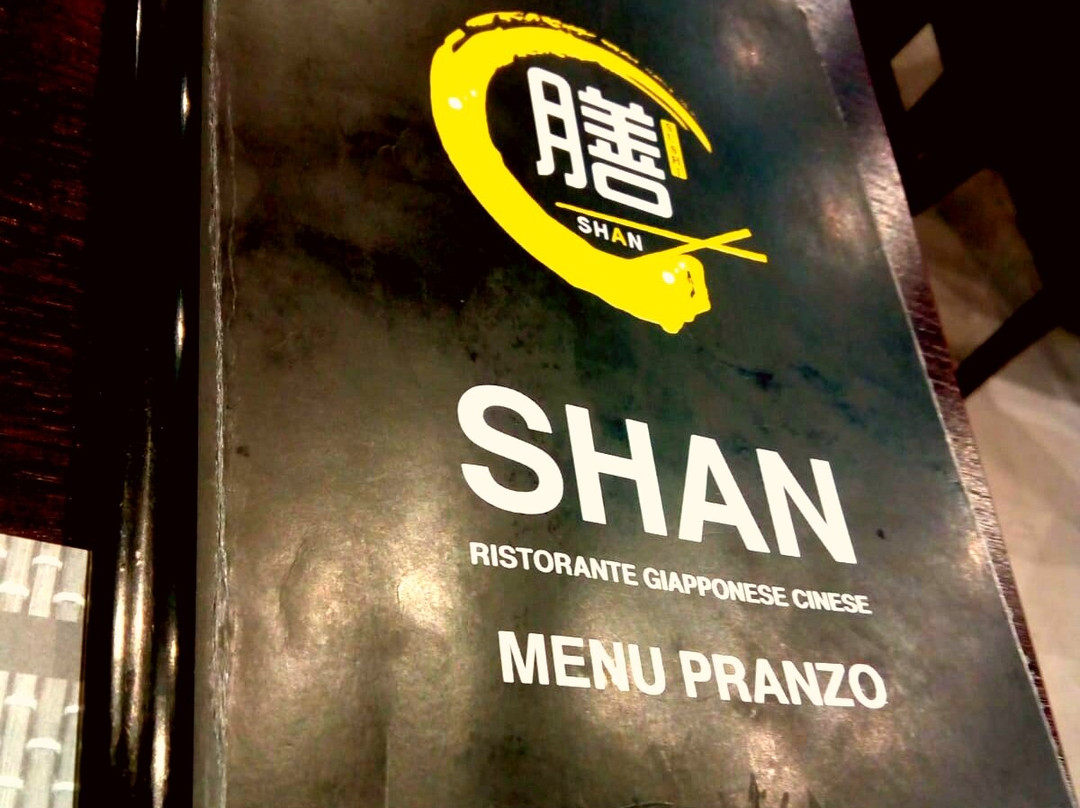 膳
SHAN
SHAN
RISTORANTE GIAPPONESE CINESE
MENU PRANZO